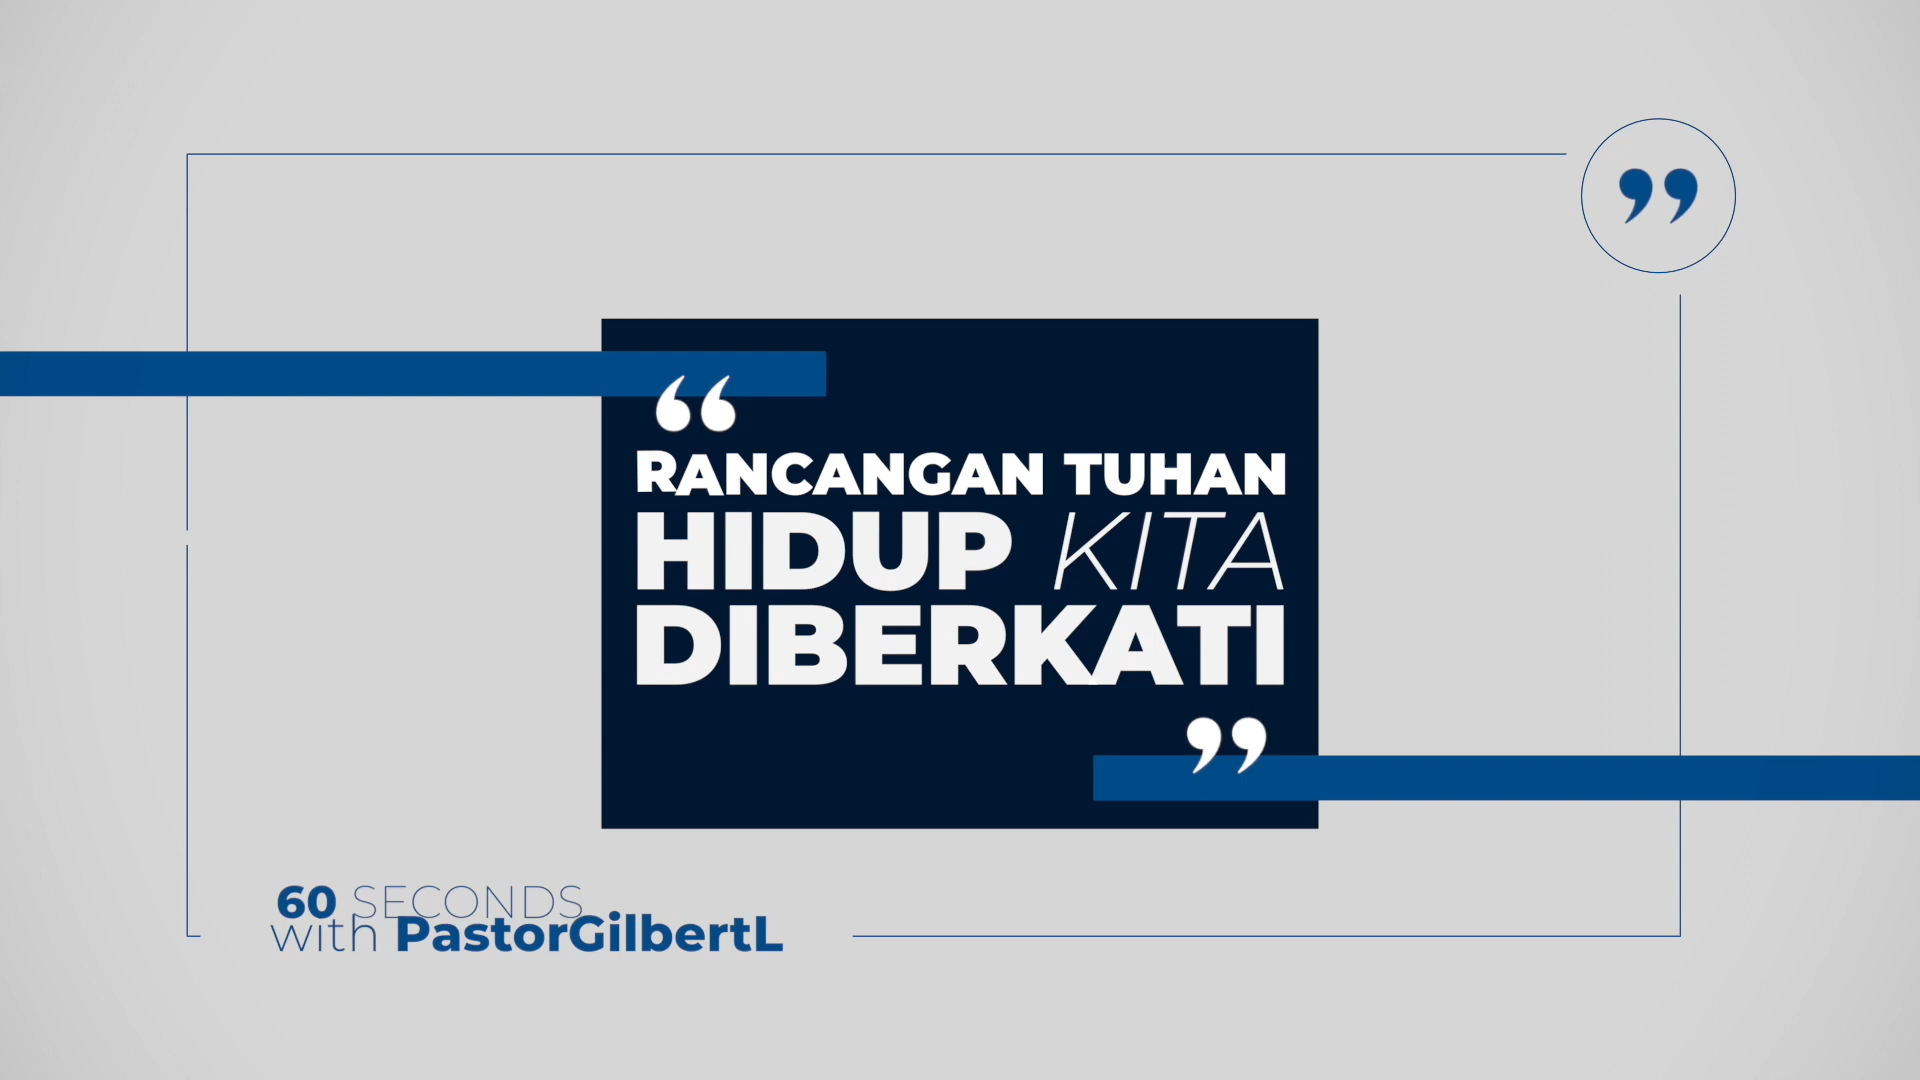 “
RANCANGAN TUHAN
HIDUP KITA
DIBERKATI
”
60 SECONDS
with PastorGilbertL